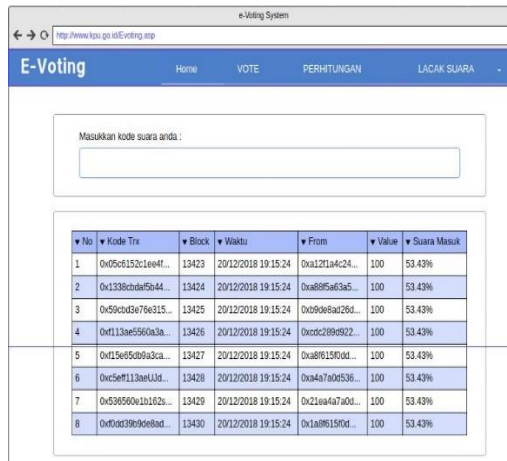 e-Voting System
http://www.kpu.go.id/Evoting.asp
E-Voting Home VOTE PERHITUNGAN LACAK SUARA
Masukkan kode suara anda :
No Kode Trx Block Waktu From Value Suara Masuk
1 0x05c6152c1ee4f... 13423 20/12/2018 19:15:24 0xa12f1a4c24... 100 53.43%
2 0x1338cbdaf5b44... 13424 20/12/2018 19:15:24 0xa88f5a63a5... 100 53.43%
3 0x59cbd3e76e315... 13425 20/12/2018 19:15:24 0xb9de8ad26d... 100 53.43%
4 0xf113ae5560a3a... 13426 20/12/2018 19:15:24 0xcdc289d922... 100 53.43%
5 0xf15e65db9a3ca... 13427 20/12/2018 19:15:24 0xa8f615f0dd... 100 53.43%
6 0xc5eff113aeUJd... 13428 20/12/2018 19:15:24 0xa4a7a0d536... 100 53.43%
7 0x536560e1b162s... 13429 20/12/2018 19:15:24 0x21ea4a7a0d... 100 53.43%
8 0xf0dd39b9de8ad... 13430 20/12/2018 19:15:24 0x1a8f615f0d... 100 53.43%